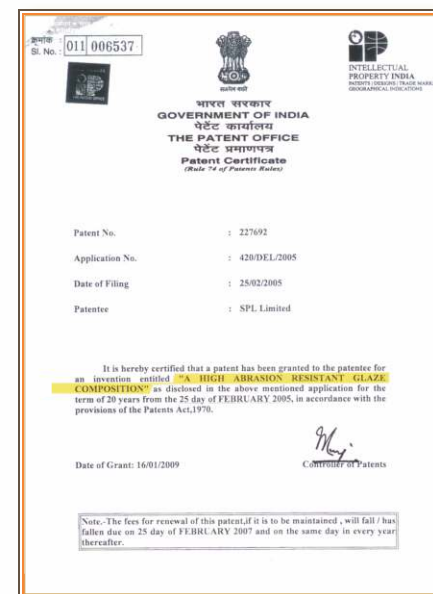 क्रमांक :
Sl. No. : 011 006537
INTELLECTUAL
PROPERTY INDIA
PATENTS | DESIGNS | TRADE MARKS
GEOGRAPHICAL INDICATIONS
सत्यमेव जयते
भारत सरकार
GOVERNMENT OF INDIA
पेटेंट कार्यालय
THE PATENT OFFICE
पेटेंट प्रमाणपत्र
Patent Certificate
(Rule 74 of Patents Rules)
Patent No. : 227692
Application No. : 420/DEL/2005
Date of Filing : 25/02/2005
Patentee : SPL Limited
It is hereby certified that a patent has been granted to the patentee for
an invention entitled "A HIGH ABRASION RESISTANT GLAZE
COMPOSITION" as disclosed in the above mentioned application for the
term of 20 years from the 25 day of FEBRUARY 2005, in accordance with the
provisions of the Patents Act,1970.
Date of Grant: 16/01/2009
Controller of Patents
Note.-The fees for renewal of this patent,if it is to be maintained , will fall / has
fallen due on 25 day of FEBRUARY 2007 and on the same day in every year
thereafter.